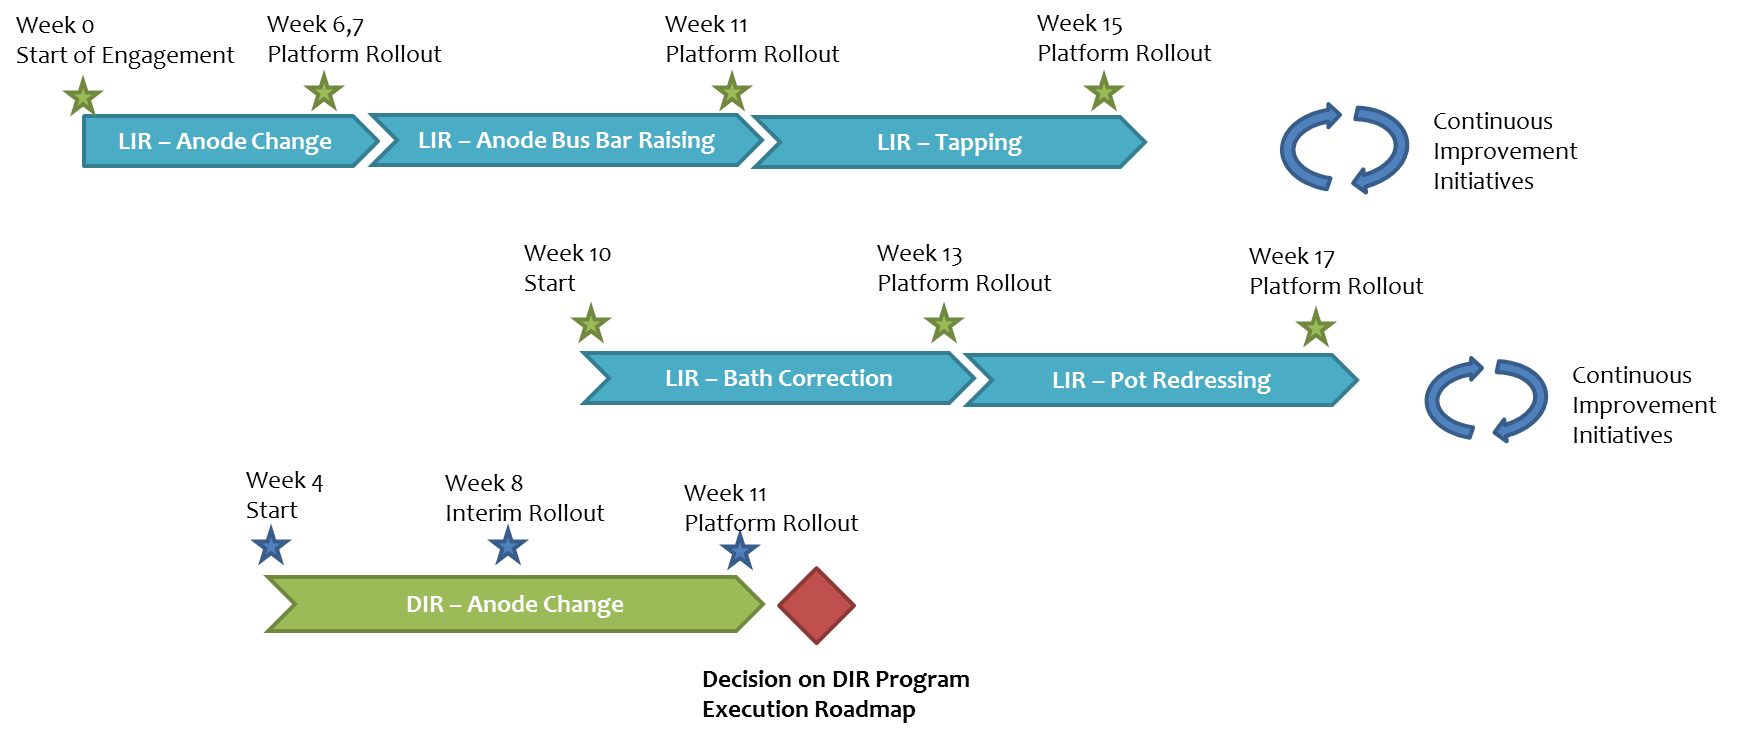 Week 0
Start of Engagement
Week 6,7
Platform Rollout
Week 11
Platform Rollout
Week 15
Platform Rollout
LIR – Anode Change
LIR – Anode Bus Bar Raising
LIR – Tapping
Continuous
Improvement
Initiatives
Week 10
Start
Week 13
Platform Rollout
Week 17
Platform Rollout
LIR – Bath Correction
LIR – Pot Redressing
Continuous
Improvement
Initiatives
Week 4
Start
Week 8
Interim Rollout
Week 11
Platform Rollout
DIR – Anode Change
Decision on DIR Program
Execution Roadmap